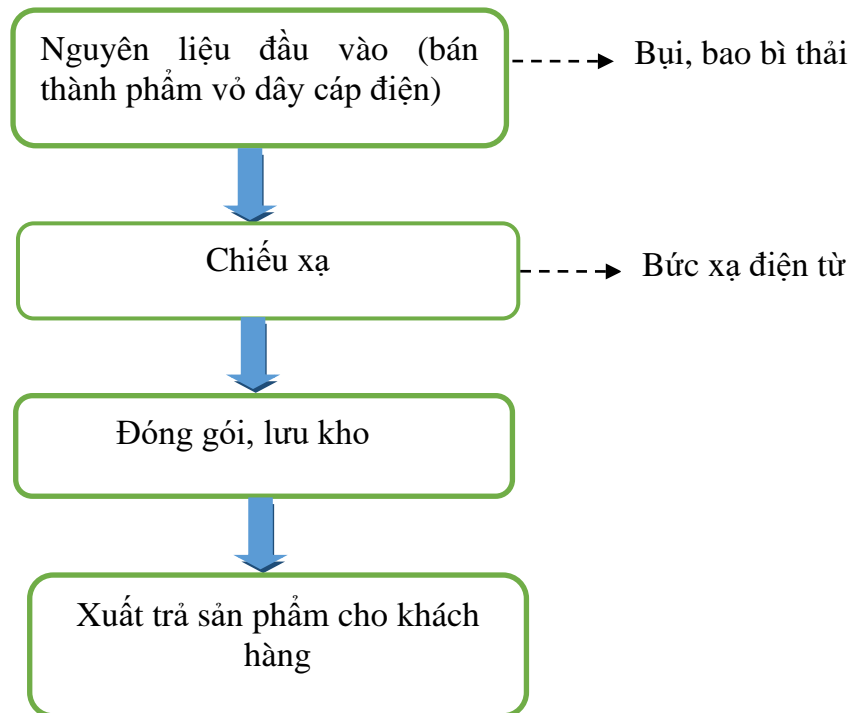 Nguyên liệu đầu vào (bán
thành phẩm vỏ dây cáp điện)
Bụi, bao bì thải
Chiếu xạ
Bức xạ điện từ
Đóng gói, lưu kho
Xuất trả sản phẩm cho khách
hàng